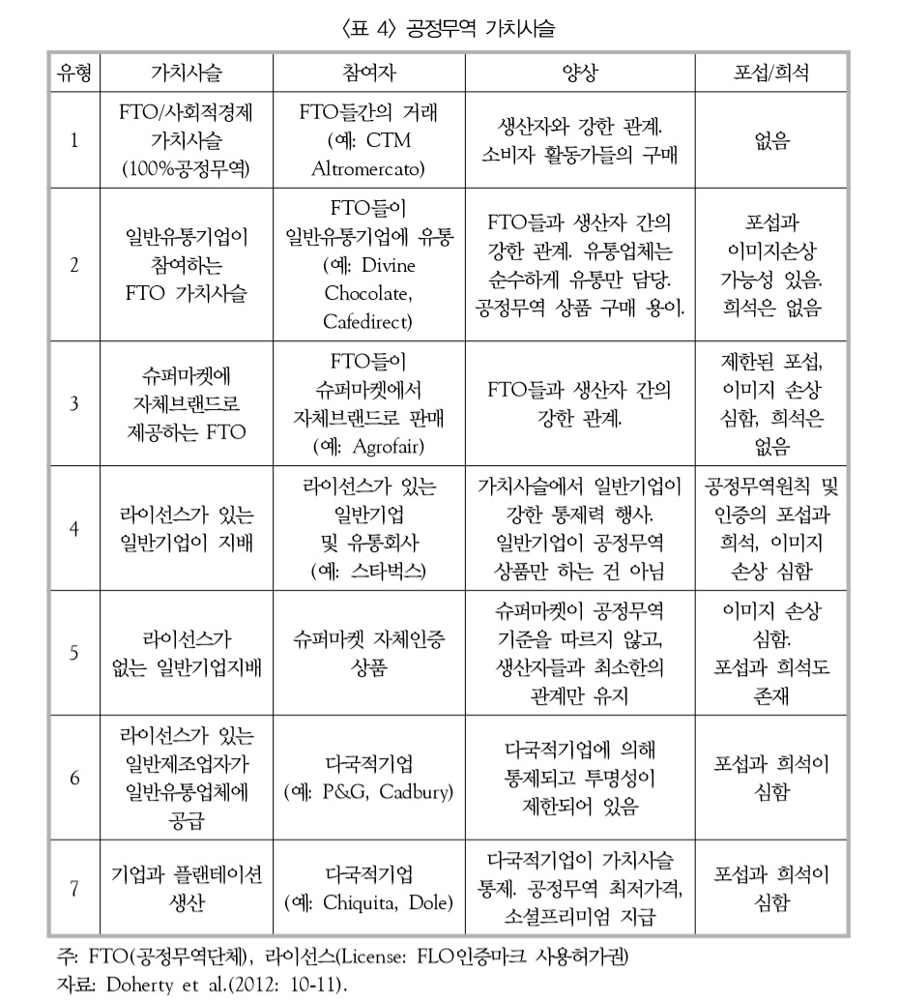 〈표 4〉 공정무역 가치사슬
유형 가치사슬 참여자 양상 포섭/희석
1
FTO/사회적경제
가치사슬
(100%공정무역)
FTO들간의 거래
(예: CTM
Altromercato)
생산자와 강한 관계.
소비자 활동가들의 구매
없음
2
일반유통기업이
참여하는
FTO 가치사슬
FTO들이
일반유통기업에 유통
(예: Divine
Chocolate,
Cafedirect)
FTO들과 생산자 간의
강한 관계. 유통업체는
순수하게 유통만 담당.
공정무역 상품 구매 용이.
포섭과
이미지손상
가능성 있음.
희석은 없음
3
슈퍼마켓에
자체브랜드로
제공하는 FTO
FTO들이
슈퍼마켓에서
자체브랜드로 판매
(예: Agrofair)
FTO들과 생산자 간의
강한 관계.
제한된 포섭,
이미지 손상
심함, 희석은
없음
4
라이선스가 있는
일반기업이 지배
라이선스가 있는
일반기업
및 유통회사
(예: 스타벅스)
가치사슬에서 일반기업이
강한 통제력 행사.
일반기업이 공정무역
상품만 하는 건 아님
공정무역원칙 및
인증의 포섭과
희석, 이미지
손상 심함
5
라이선스가
없는 일반기업지배
슈퍼마켓 자체인증
상품
슈퍼마켓이 공정무역
기준을 따르지 않고,
생산자들과 최소한의
관계만 유지
이미지 손상
심함.
포섭과 희석도
존재
6
라이선스가 있는
일반제조업자가
일반유통업체에
공급
다국적기업
(예: P&G, Cadbury)
다국적기업에 의해
통제되고 투명성이
제한되어 있음
포섭과 희석이
심함
7
기업과 플랜테이션
생산
다국적기업
(예: Chiquita, Dole)
다국적기업이 가치사슬
통제. 공정무역 최저가격,
소셜프리미엄 지급
포섭과 희석이
심함
주: FTO(공정무역단체), 라이선스(License: FLO인증마크 사용허가권)
자료: Doherty et al.(2012: 10-11).